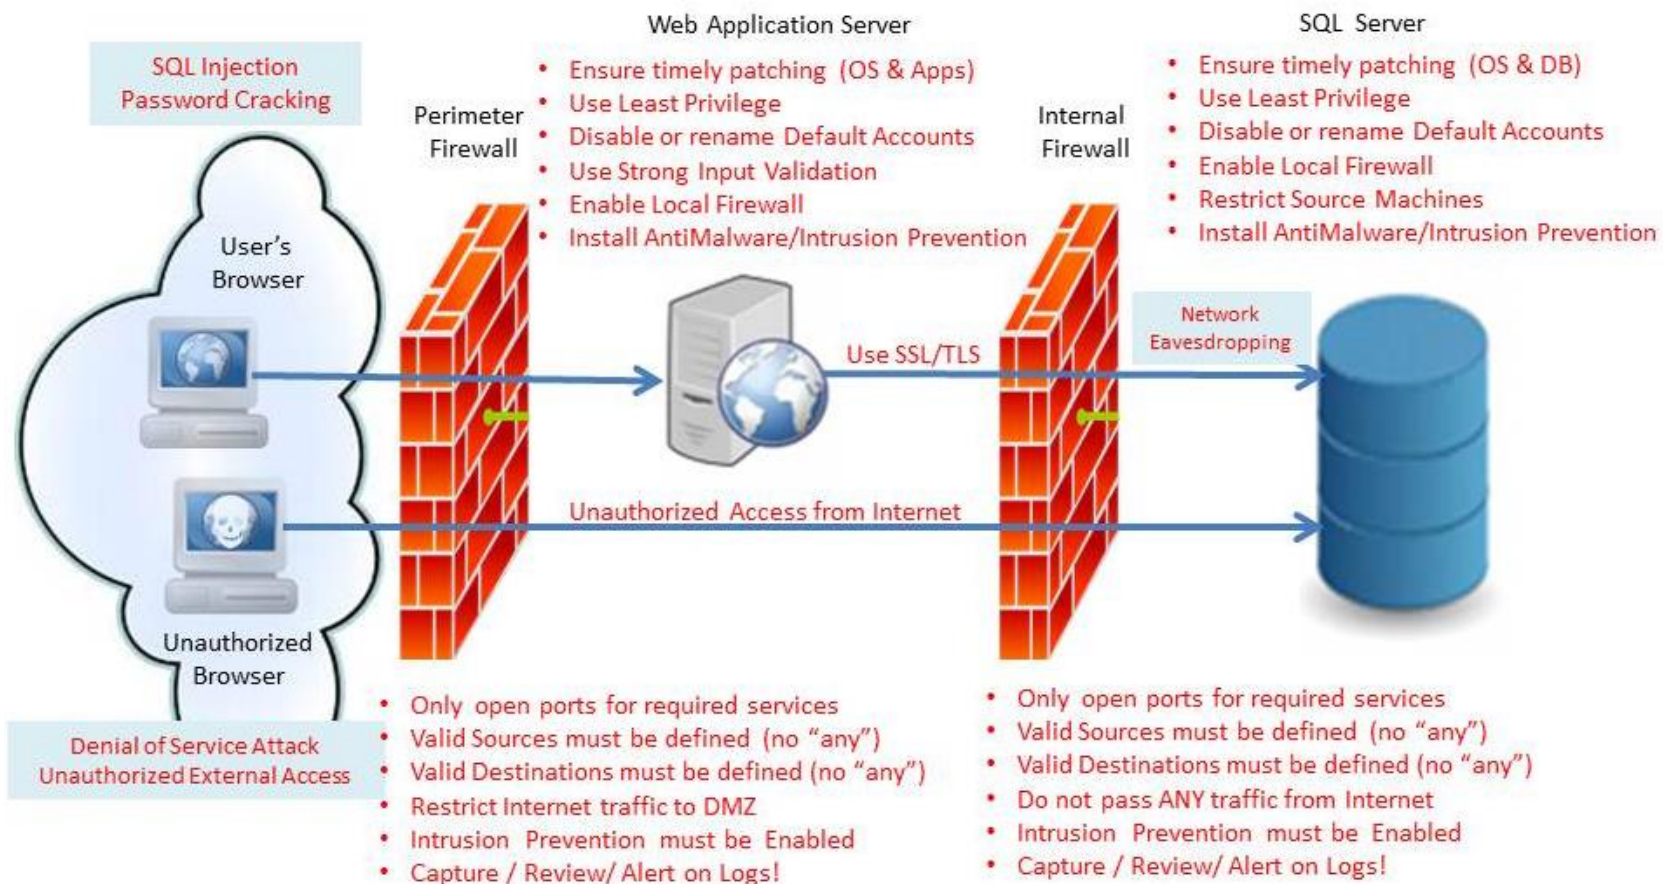 Web Application Server
SQL Server
SQL Injection
Password Cracking
• Ensure timely patching (OS & Apps)
• Use Least Privilege
• Disable or rename Default Accounts
• Use Strong Input Validation
• Enable Local Firewall
• Install AntiMalware/Intrusion Prevention
• Ensure timely patching (OS & DB)
• Use Least Privilege
• Disable or rename Default Accounts
• Enable Local Firewall
• Restrict Source Machines
• Install AntiMalware/Intrusion Prevention
Perimeter
Firewall
Internal
Firewall
User's
Browser
Use SSL/TLS
Network
Eavesdropping
Unauthorized Access from Internet
Unauthorized
Browser
Denial of Service Attack
Unauthorized External Access
• Only open ports for required services
• Valid Sources must be defined (no “any”)
• Valid Destinations must be defined (no “any”)
• Restrict Internet traffic to DMZ
• Intrusion Prevention must be Enabled
• Capture / Review/ Alert on Logs!
• Only open ports for required services
• Valid Sources must be defined (no “any”)
• Valid Destinations must be defined (no “any”)
• Do not pass ANY traffic from Internet
• Intrusion Prevention must be Enabled
• Capture / Review/ Alert on Logs!